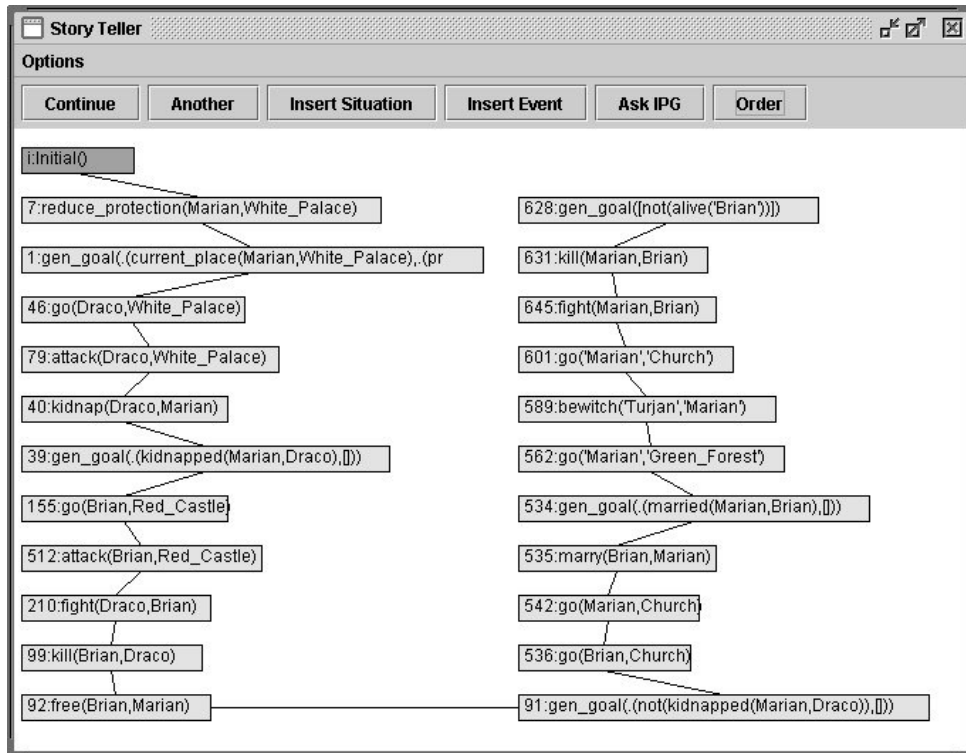 Story Teller
Options
Continue Another Insert Situation Insert Event Ask IPG Order
i:Initial()
7:reduce_protection(Marian,White_Palace)
1:gen_goal(.(current_place(Marian,White_Palace),.(pr
46:go(Draco,White_Palace)
79:attack(Draco,White_Palace)
40:kidnap(Draco,Marian)
39:gen_goal(.(kidnapped(Marian,Draco),[]))
155:go(Brian,Red_Castle)
512:attack(Brian,Red_Castle)
210:fight(Draco,Brian)
99:kill(Brian,Draco)
92:free(Brian,Marian)
628:gen_goal([not(alive('Brian'))])
631:kill(Marian,Brian)
645:fight(Marian,Brian)
601:go('Marian','Church')
589:bewitch('Turjan','Marian')
562:go('Marian','Green_Forest')
534:gen_goal(.(married(Marian,Brian),[]))
535:marry(Brian,Marian)
542:go(Marian,Church)
536:go(Brian,Church)
91:gen_goal(.(not(kidnapped(Marian,Draco)),[]))